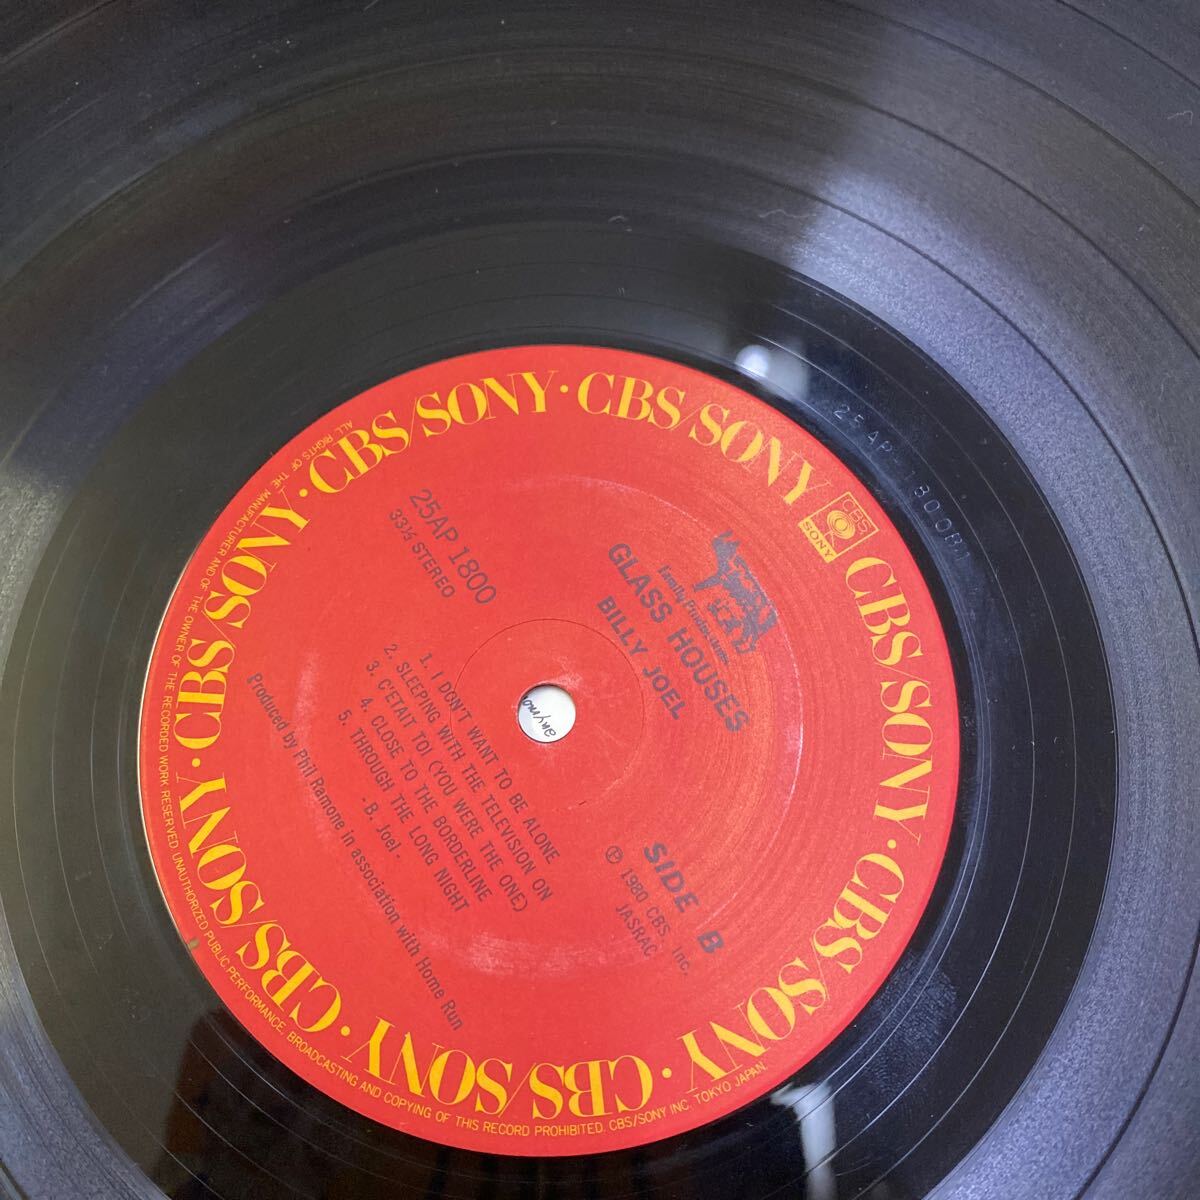 CBS/SONY · CBS/SONY · CBS/SONY · CBS/SONY · CBS/SONY · CBS/SONY · CBS/SONY · CBS/SONY
CBS
SONY
Family Productions
GLASS HOUSES
BILLY JOEL
25AP 1800
33⅓ STEREO
SIDE B
℗ 1980 CBS, Inc.
JASRAC
1. I DON'T WANT TO BE ALONE
2. SLEEPING WITH THE TELEVISION ON
3. C'ETAIT TOI (YOU WERE THE ONE)
4. CLOSE TO THE BORDERLINE
5. THROUGH THE LONG NIGHT
- B. Joel -
Produced by Phil Ramone in association with Home Run
ALL RIGHTS OF THE MANUFACTURER AND OF THE OWNER OF THE RECORDED WORK RESERVED. UNAUTHORIZED PUBLIC PERFORMANCE, BROADCASTING AND COPYING OF THIS RECORD PROHIBITED. CBS/SONY INC. TOKYO JAPAN.